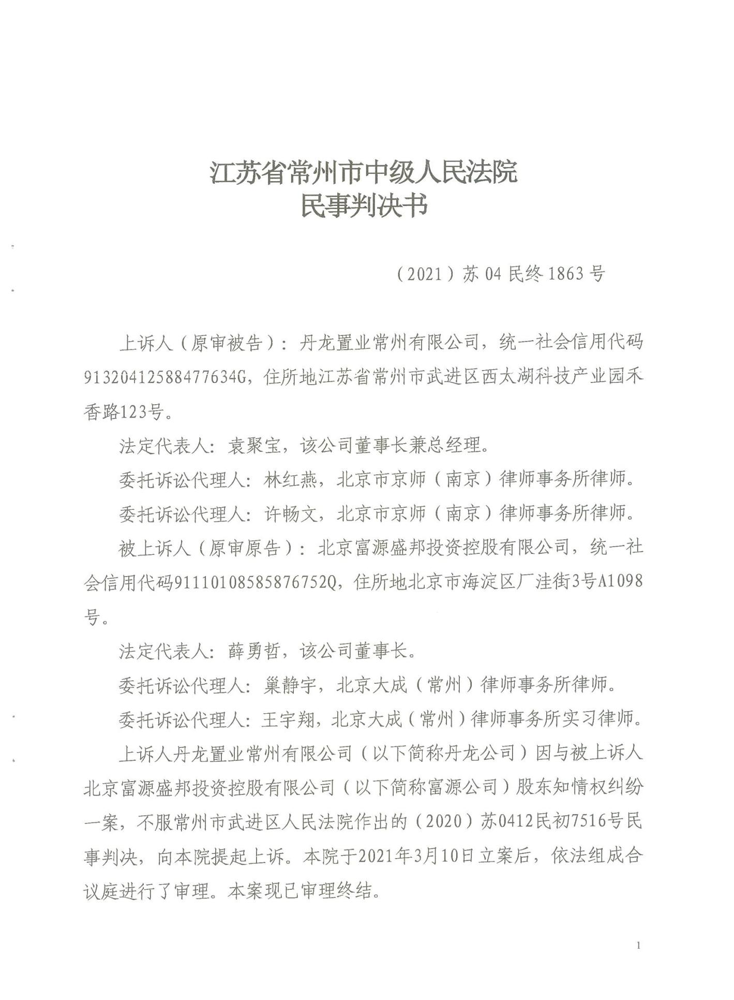 江苏省常州市中级人民法院
民事判决书
（2021）苏 04 民终 1863 号
上诉人（原审被告）：丹龙置业常州有限公司，统一社会信用代码
91320412588477634G，住所地江苏省常州市武进区西太湖科技产业园禾
香路123号。
法定代表人：袁聚宝，该公司董事长兼总经理。
委托诉讼代理人：林红燕，北京市京师（南京）律师事务所律师。
委托诉讼代理人：许畅文，北京市京师（南京）律师事务所律师。
被上诉人（原审原告）：北京富源盛邦投资控股有限公司，统一社
会信用代码91110108585876752Q，住所地北京市海淀区厂洼街3号A1098
号。
法定代表人：薛勇哲，该公司董事长。
委托诉讼代理人：巢静宇，北京大成（常州）律师事务所律师。
委托诉讼代理人：王宇翔，北京大成（常州）律师事务所实习律师。
上诉人丹龙置业常州有限公司（以下简称丹龙公司）因与被上诉人
北京富源盛邦投资控股有限公司（以下简称富源公司）股东知情权纠纷
一案，不服常州市武进区人民法院作出的（2020）苏0412民初7516号民
事判决，向本院提起上诉。本院于2021年3月10日立案后，依法组成合
议庭进行了审理。本案现已审理终结。
1